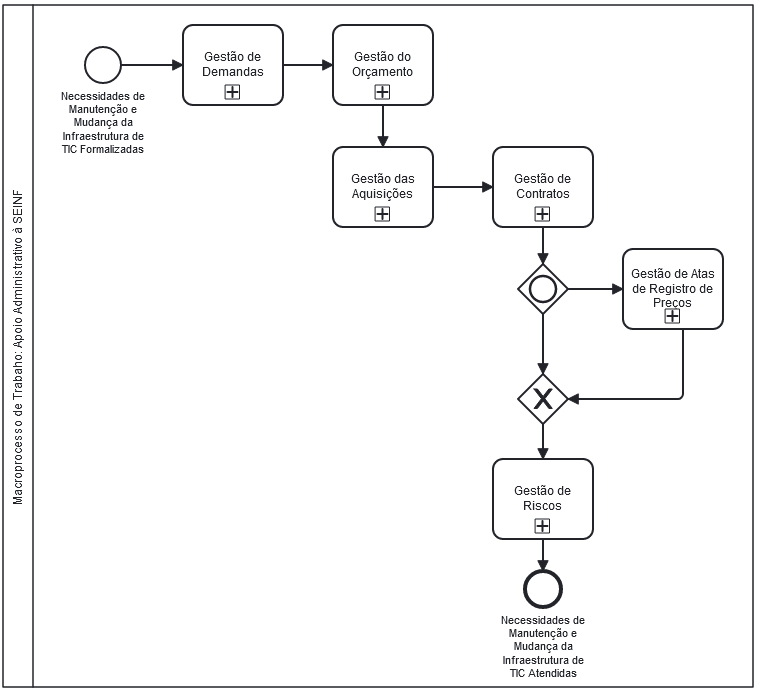 Macroprocesso de Trabaho: Apoio Administrativo à SEINF
Necessidades de
Manutenção e
Mudança da
Infraestrutura de
TIC Formalizadas
Gestão de
Demandas
Gestão do
Orçamento
Gestão das
Aquisições
Gestão de
Contratos
Gestão de Atas
de Registro de
Preços
Gestão de
Riscos
Necessidades de
Manutenção e
Mudança da
Infraestrutura de
TIC Atendidas